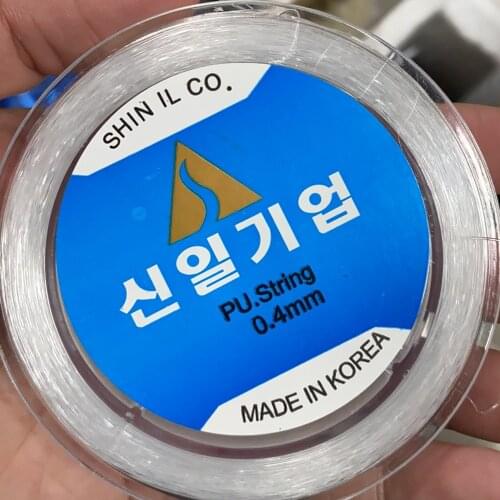 SHIN IL CO.
신일기업
PU.String
0.4mm
MADE IN KOREA